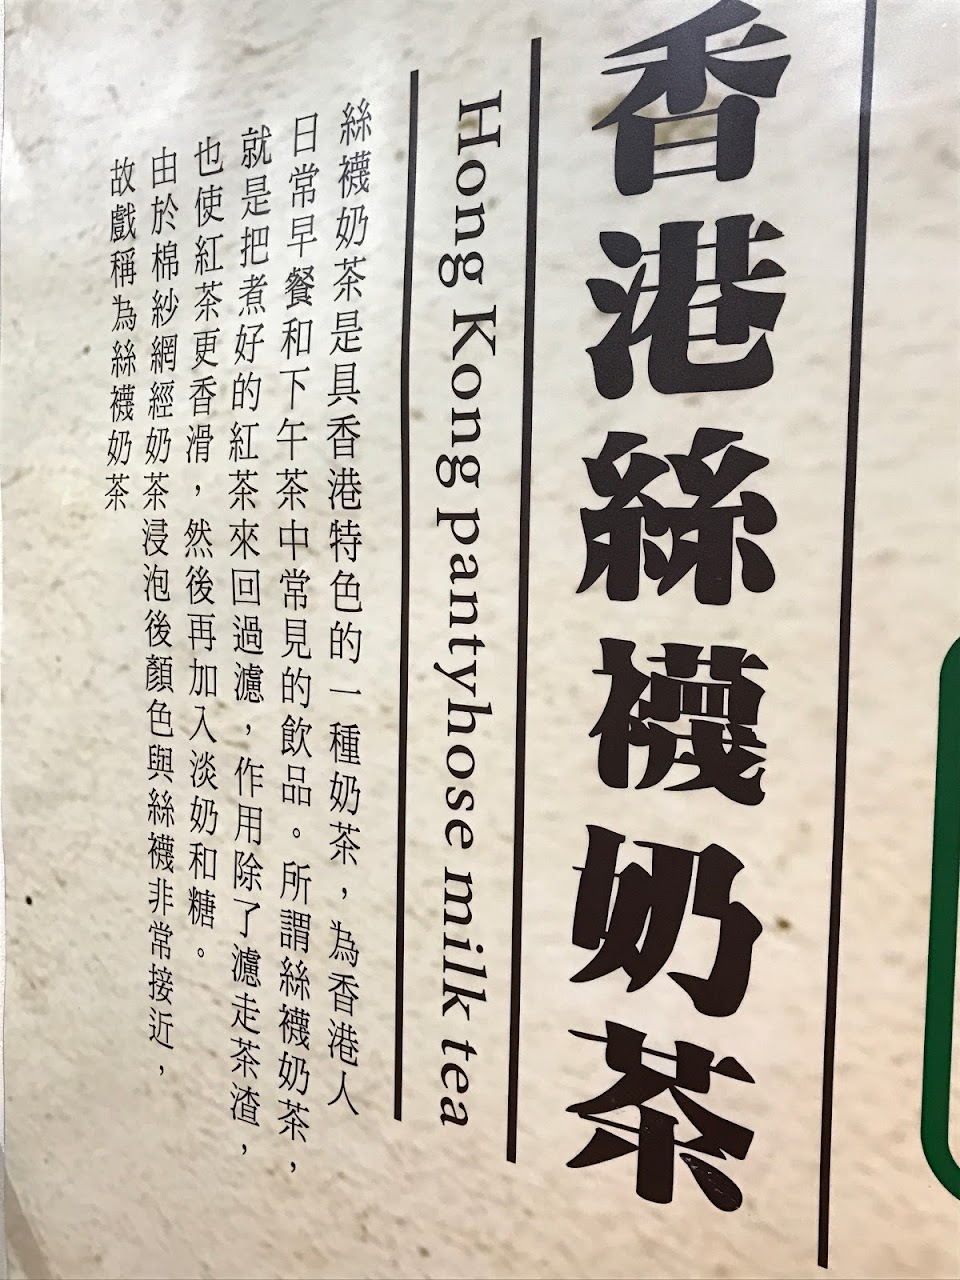 香港絲襪奶茶
Hong Kong pantyhose milk tea
絲襪奶茶是具香港特色的一種奶茶，為香港人
日常早餐和下午茶中常見的飲品。所謂絲襪奶茶，
就是把煮好的紅茶來回過濾，作用除了濾走茶渣，
也使紅茶更香滑，然後再加入淡奶和糖。
由於棉紗網經奶茶浸泡後顏色與絲襪非常接近，
故戲稱為絲襪奶茶